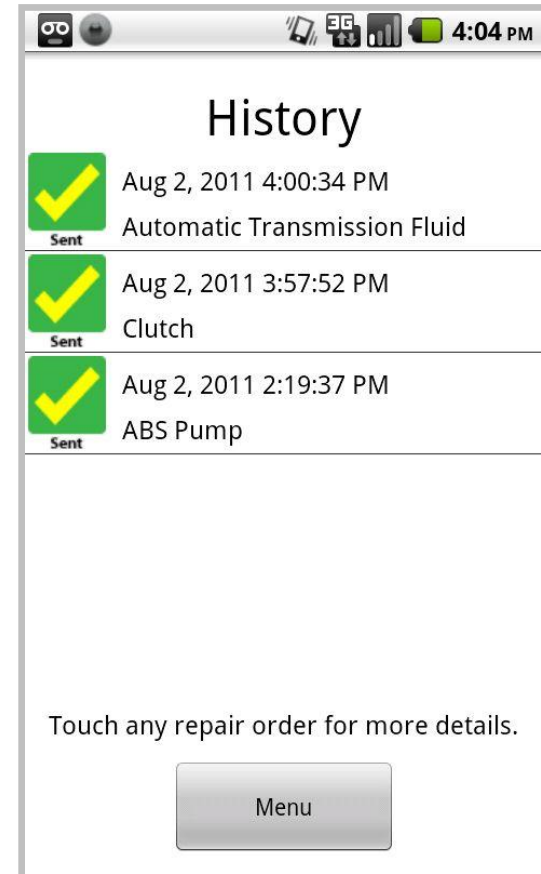 3G
4:04 PM
History
Aug 2, 2011 4:00:34 PM
Automatic Transmission Fluid
Sent
Aug 2, 2011 3:57:52 PM
Clutch
Sent
Aug 2, 2011 2:19:37 PM
ABS Pump
Sent
Touch any repair order for more details.
Menu